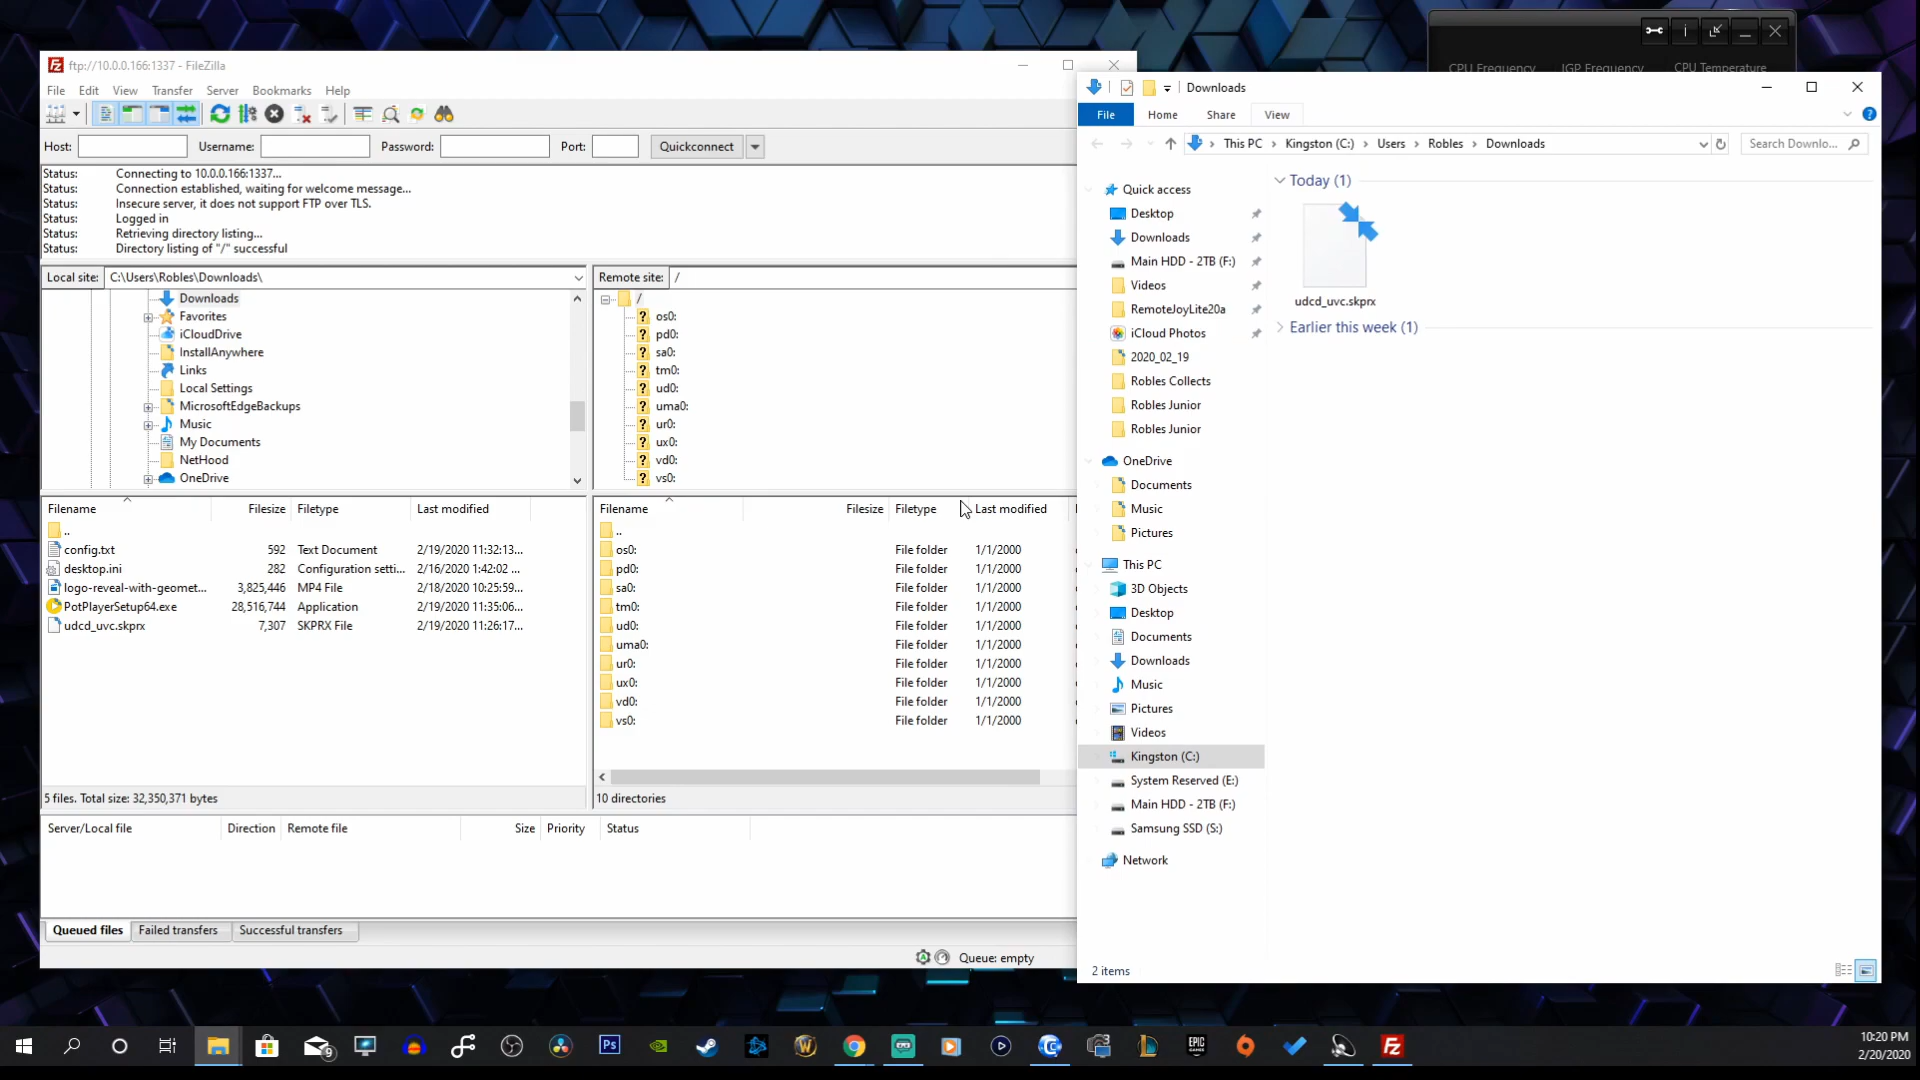 ftp://10.0.0.166:1337 - FileZilla
File Edit View Transfer Server Bookmarks Help
Host: Username: Password: Port: Quickconnect
Status: Connecting to 10.0.0.166:1337...
Status: Connection established, waiting for welcome message...
Status: Insecure server, it does not support FTP over TLS.
Status: Logged in
Status: Retrieving directory listing...
Status: Directory listing of "/" successful
Local site: C:\Users\Robles\Downloads\
Downloads
Favorites
iCloudDrive
InstallAnywhere
Links
Local Settings
MicrosoftEdgeBackups
Music
My Documents
NetHood
OneDrive
Remote site: /
/
os0:
pd0:
sa0:
tm0:
ud0:
uma0:
ur0:
ux0:
vd0:
vs0:
Filename Filesize Filetype Last modified
..
config.txt 592 Text Document 2/19/2020 11:32:13...
desktop.ini 282 Configuration setti... 2/16/2020 1:42:02 ...
logo-reveal-with-geomet... 3,825,446 MP4 File 2/18/2020 10:25:59...
PotPlayerSetup64.exe 28,516,744 Application 2/19/2020 11:35:06...
udcd_uvc.skprx 7,307 SKPRX File 2/19/2020 11:26:17...
5 files. Total size: 32,350,371 bytes
Filename Filesize Filetype Last modified
..
os0: File folder 1/1/2000
pd0: File folder 1/1/2000
sa0: File folder 1/1/2000
tm0: File folder 1/1/2000
ud0: File folder 1/1/2000
uma0: File folder 1/1/2000
ur0: File folder 1/1/2000
ux0: File folder 1/1/2000
vd0: File folder 1/1/2000
vs0: File folder 1/1/2000
10 directories
Server/Local file Direction Remote file Size Priority Status
Queued files Failed transfers Successful transfers
Queue: empty
CPU Frequency IGP Frequency CPU Temperature
Downloads
File Home Share View
This PC > Kingston (C:) > Users > Robles > Downloads
Search Downlo...
Quick access
Desktop
Downloads
Main HDD - 2TB (F:)
Videos
RemoteJoyLite20a
iCloud Photos
2020_02_19
Robles Collects
Robles Junior
Robles Junior
OneDrive
Documents
Music
Pictures
This PC
3D Objects
Desktop
Documents
Downloads
Music
Pictures
Videos
Kingston (C:)
System Reserved (E:)
Main HDD - 2TB (F:)
Samsung SSD (S:)
Network
Today (1)
udcd_uvc.skprx
Earlier this week (1)
2 items
9
Ps
EPIC
GAMES
10:20 PM
2/20/2020